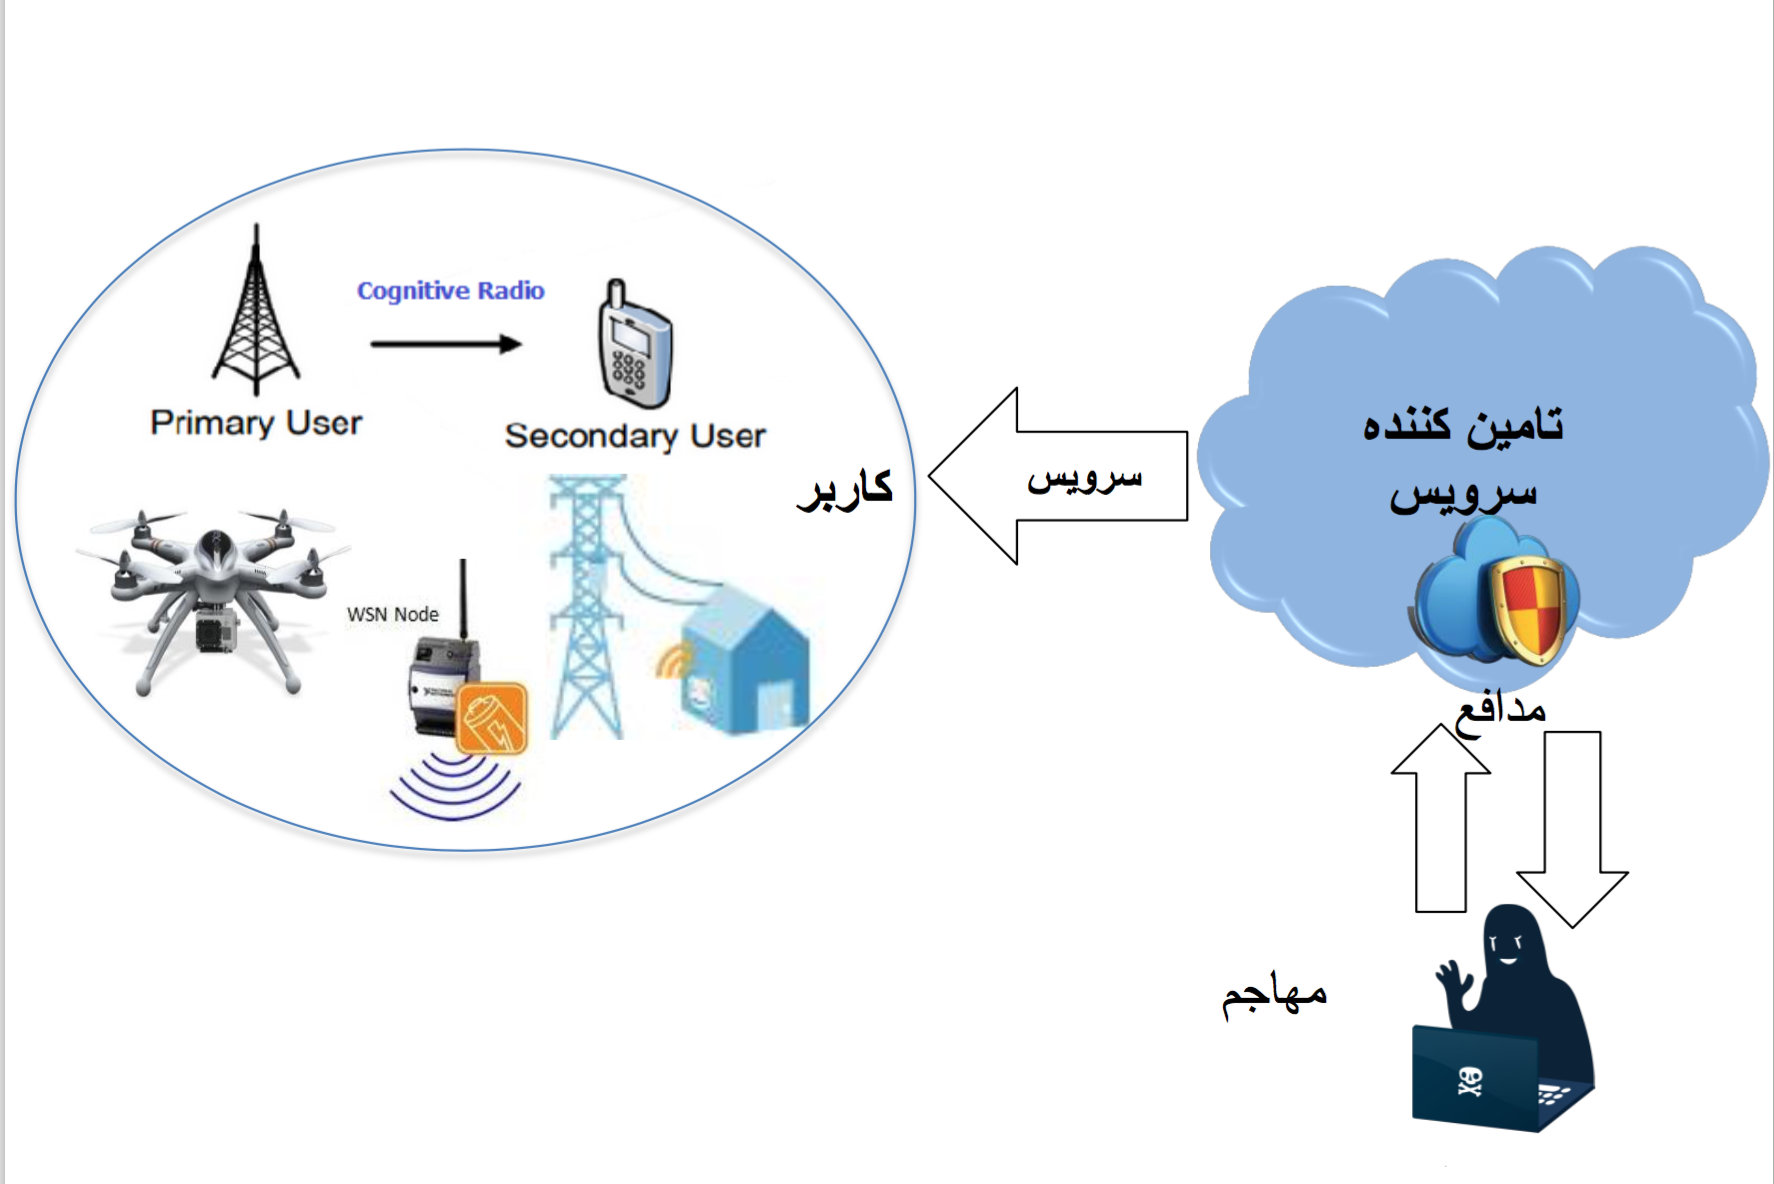 Cognitive Radio
Primary User
Secondary User
کاربر
WSN Node
سرویس
تامین کننده
سرویس
مدافع
مهاجم